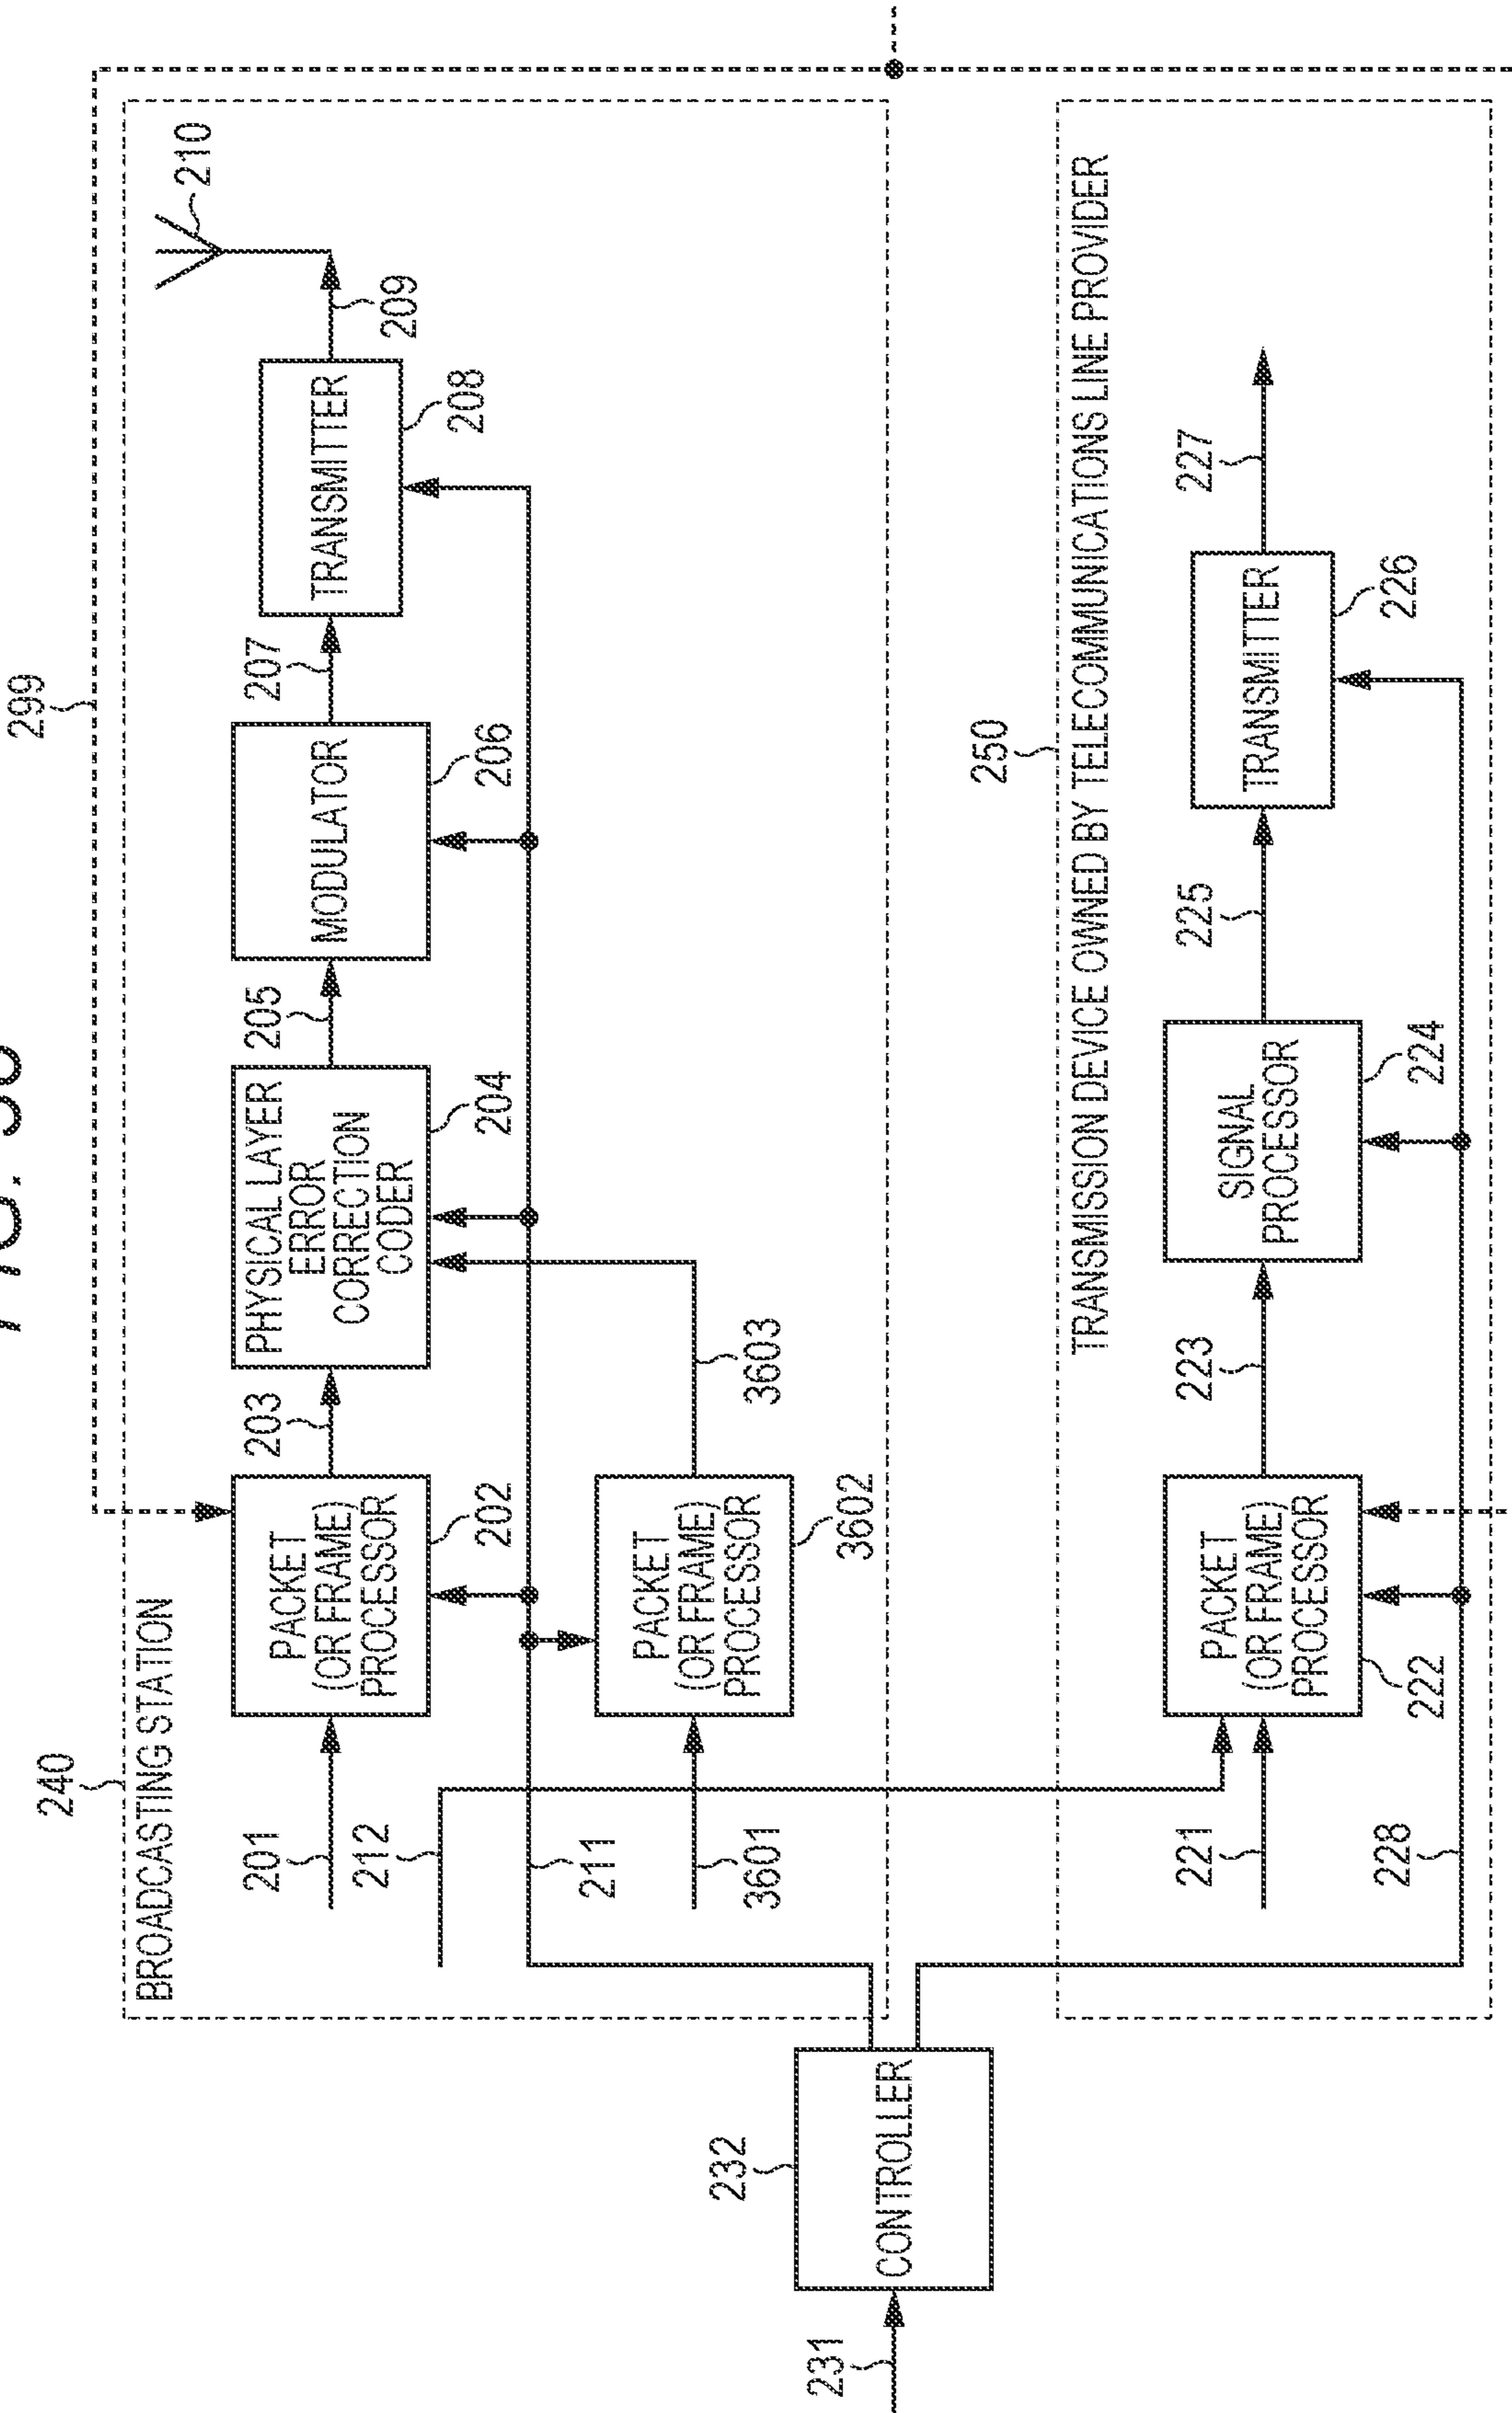 299
240
BROADCASTING STATION
201
PACKET
(OR FRAME)
PROCESSOR
202
203
PHYSICAL LAYER
ERROR
CORRECTION
CODER
204
205
MODULATOR
206
207
TRANSMITTER
208
209
210
212
211
3601
PACKET
(OR FRAME)
PROCESSOR
3602
3603
231
232
CONTROLLER
250
TRANSMISSION DEVICE OWNED BY TELECOMMUNICATIONS LINE PROVIDER
221
PACKET
(OR FRAME)
PROCESSOR
222
223
SIGNAL
PROCESSOR
224
225
TRANSMITTER
226
227
228